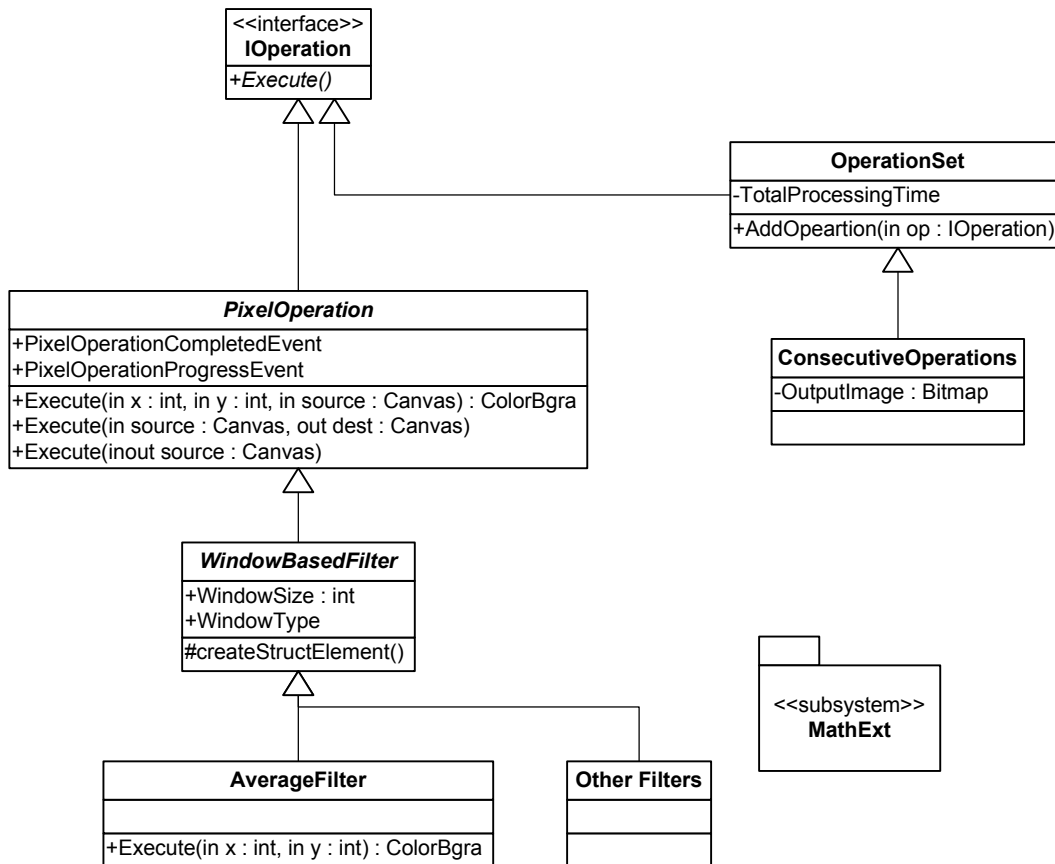 <<interface>>
IOperation
+Execute()
OperationSet
-TotalProcessingTime
+AddOpeartion(in op : IOperation)
PixelOperation
+PixelOperationCompletedEvent
+PixelOperationProgressEvent
+Execute(in x : int, in y : int, in source : Canvas) : ColorBgra
+Execute(in source : Canvas, out dest : Canvas)
+Execute(inout source : Canvas)
ConsecutiveOperations
-OutputImage : Bitmap
WindowBasedFilter
+WindowSize : int
+WindowType
#createStructElement()
<<subsystem>>
MathExt
AverageFilter
+Execute(in x : int, in y : int) : ColorBgra
Other Filters